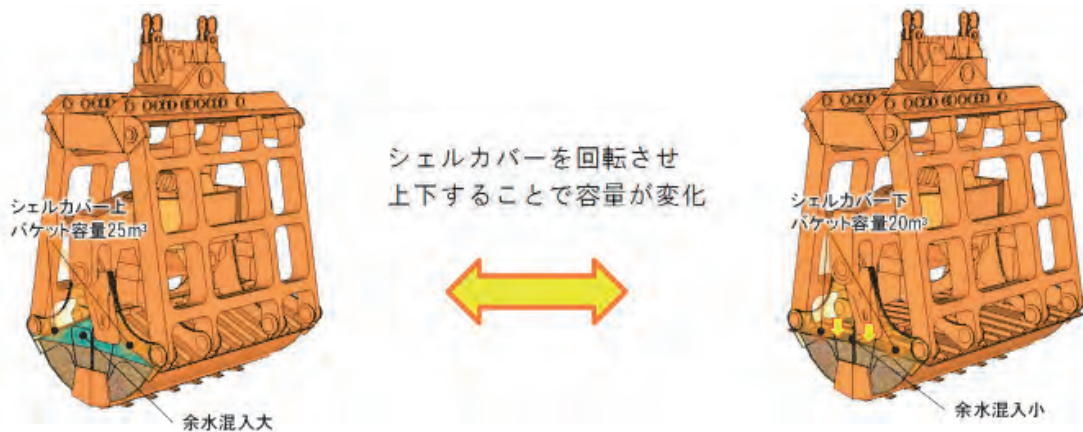 シェルカバーを回転させ
上下することで容量が変化
シェルカバー上
バケット容量25m³
余水混入大
シェルカバー下
バケット容量20m³
余水混入小